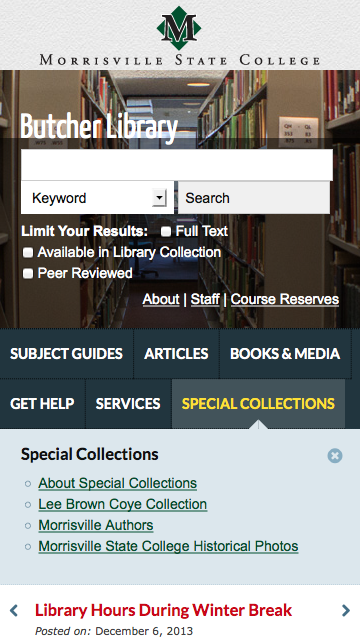 M
MORRISVILLE STATE COLLEGE
Butcher Library
Keyword Search
Limit Your Results: Full Text
Available in Library Collection
Peer Reviewed
About | Staff | Course Reserves
SUBJECT GUIDES ARTICLES BOOKS & MEDIA
GET HELP SERVICES SPECIAL COLLECTIONS
Special Collections
About Special Collections
Lee Brown Coye Collection
Morrisville Authors
Morrisville State College Historical Photos
Library Hours During Winter Break
Posted on: December 6, 2013